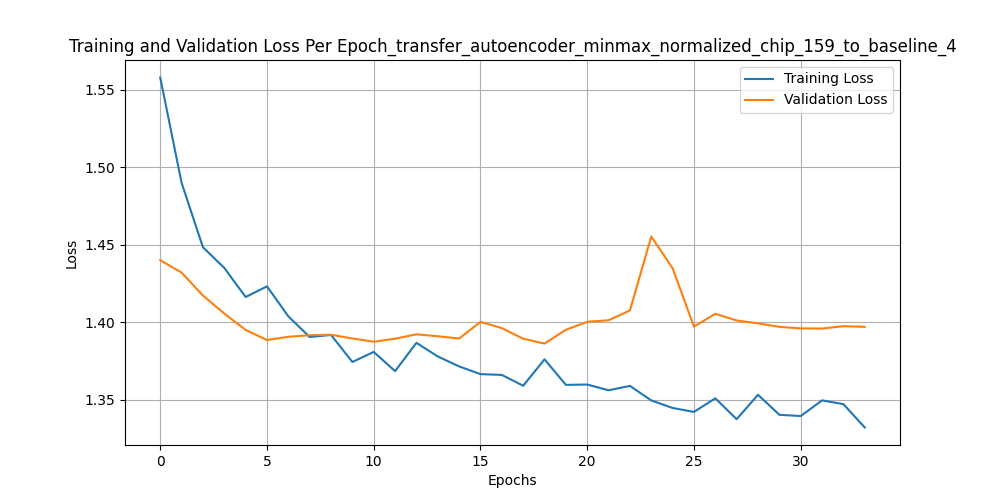 Training and Validation Loss Per Epoch_transfer_autoencoder_minmax_normalized_chip_159_to_baseline_4
Training Loss
Validation Loss
1.55
1.50
1.45
1.40
1.35
Loss
0 5 10 15 20 25 30
Epochs